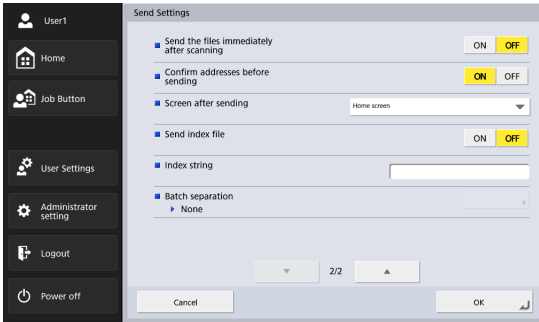 User1
Home
Job Button
User Settings
Administrator
setting
Logout
Power off
Send Settings
Send the files immediately
after scanning
ON OFF
Confirm addresses before
sending
ON OFF
Screen after sending
Home screen
Send index file
ON OFF
Index string
Batch separation
None
2/2
Cancel
OK